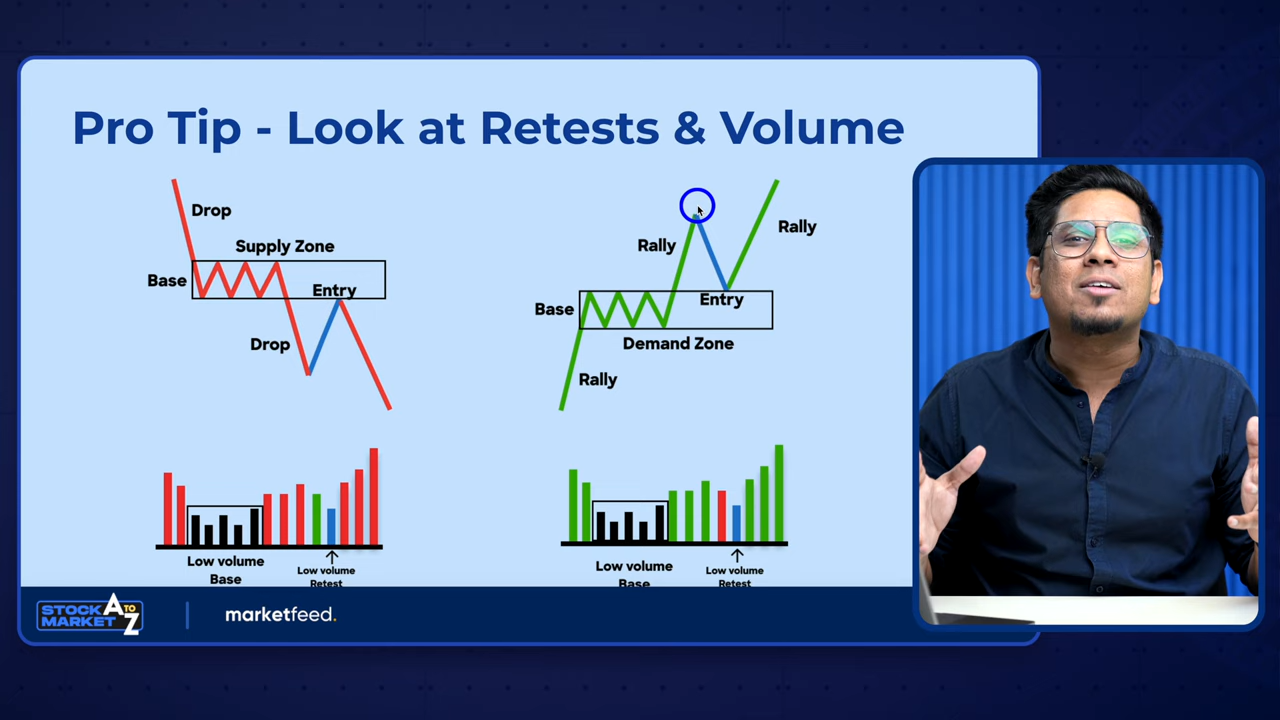 Pro Tip - Look at Retests & Volume
Drop
Supply Zone
Base
Entry
Drop
Rally
Rally
Base
Entry
Demand Zone
Rally
Low volume
Base
Low volume
Retest
Low volume
Base
Low volume
Retest
STOCK
MARKET
A TO Z
marketfeed.